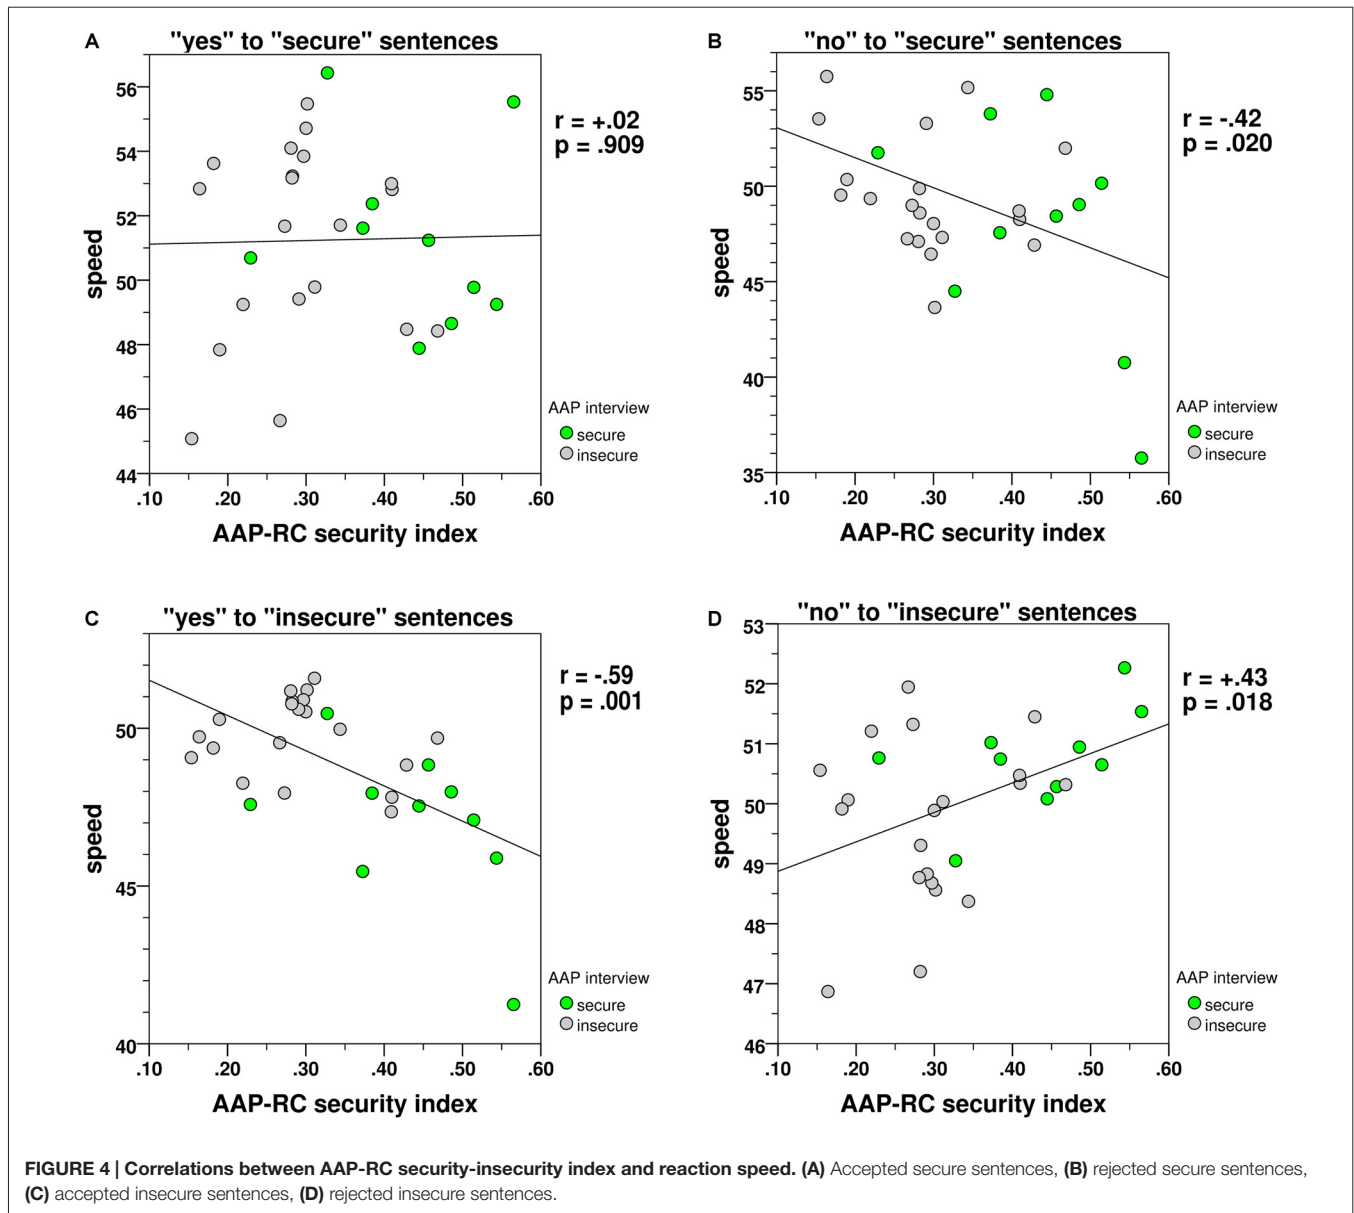 A
"yes" to "secure" sentences
56
54
52
50
48
46
44
speed
.10 .20 .30 .40 .50 .60
AAP-RC security index
r = +.02
p = .909
AAP interview
secure
insecure
B
"no" to "secure" sentences
55
50
45
40
35
speed
.10 .20 .30 .40 .50 .60
AAP-RC security index
r = -.42
p = .020
AAP interview
secure
insecure
C
"yes" to "insecure" sentences
50
45
40
speed
.10 .20 .30 .40 .50 .60
AAP-RC security index
r = -.59
p = .001
AAP interview
secure
insecure
D
"no" to "insecure" sentences
53
52
51
50
49
48
47
46
speed
.10 .20 .30 .40 .50 .60
AAP-RC security index
r = +.43
p = .018
AAP interview
secure
insecure
FIGURE 4 | Correlations between AAP-RC security-insecurity index and reaction speed. (A) Accepted secure sentences, (B) rejected secure sentences,
(C) accepted insecure sentences, (D) rejected insecure sentences.